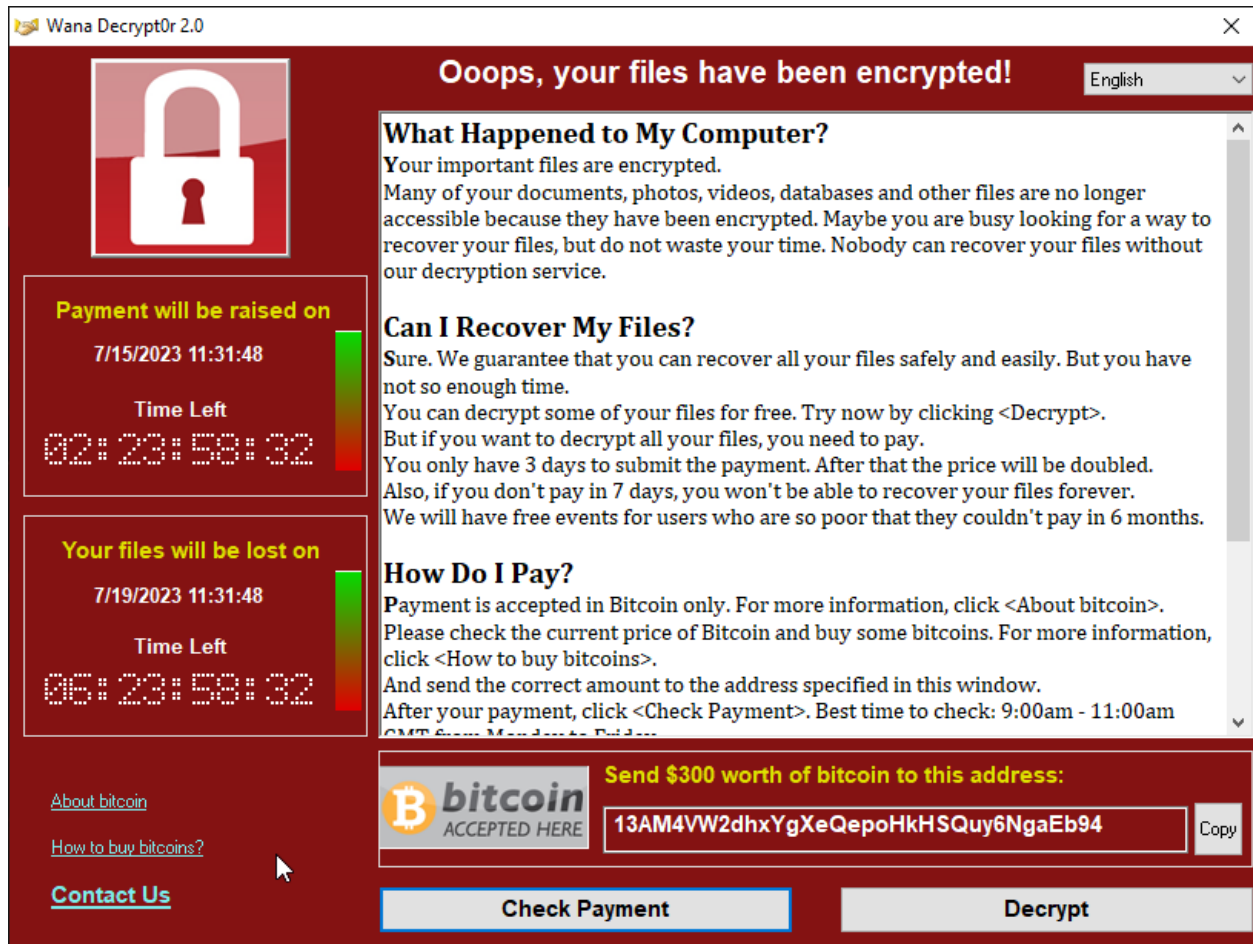 Wana Decrypt0r 2.0
Ooops, your files have been encrypted!
English
Payment will be raised on
7/15/2023 11:31:48
Time Left
02:23:58:32
Your files will be lost on
7/19/2023 11:31:48
Time Left
06:23:58:32
About bitcoin
How to buy bitcoins?
Contact Us
What Happened to My Computer?
Your important files are encrypted.
Many of your documents, photos, videos, databases and other files are no longer
accessible because they have been encrypted. Maybe you are busy looking for a way to
recover your files, but do not waste your time. Nobody can recover your files without
our decryption service.
Can I Recover My Files?
Sure. We guarantee that you can recover all your files safely and easily. But you have
not so enough time.
You can decrypt some of your files for free. Try now by clicking <Decrypt>.
But if you want to decrypt all your files, you need to pay.
You only have 3 days to submit the payment. After that the price will be doubled.
Also, if you don't pay in 7 days, you won't be able to recover your files forever.
We will have free events for users who are so poor that they couldn't pay in 6 months.
How Do I Pay?
Payment is accepted in Bitcoin only. For more information, click <About bitcoin>.
Please check the current price of Bitcoin and buy some bitcoins. For more information,
click <How to buy bitcoins>.
And send the correct amount to the address specified in this window.
After your payment, click <Check Payment>. Best time to check: 9:00am - 11:00am
GMT from Monday to Friday
bitcoin
ACCEPTED HERE
Send $300 worth of bitcoin to this address:
13AM4VW2dhxYgXeQepoHkHSQuy6NgaEb94
Copy
Check Payment
Decrypt